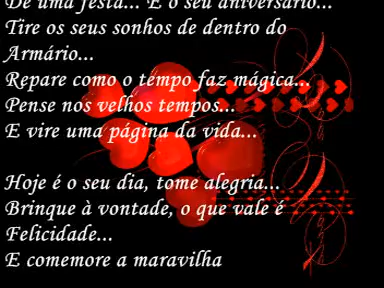 De uma festa... É o seu aniversário...
Tire os seus sonhos de dentro do
Armário...
Repare como o tempo faz mágica...
Pense nos velhos tempos...
E vire uma página da vida...
Hoje é o seu dia, tome alegria...
Brinque à vontade, o que vale é
Felicidade...
E comemore a maravilha